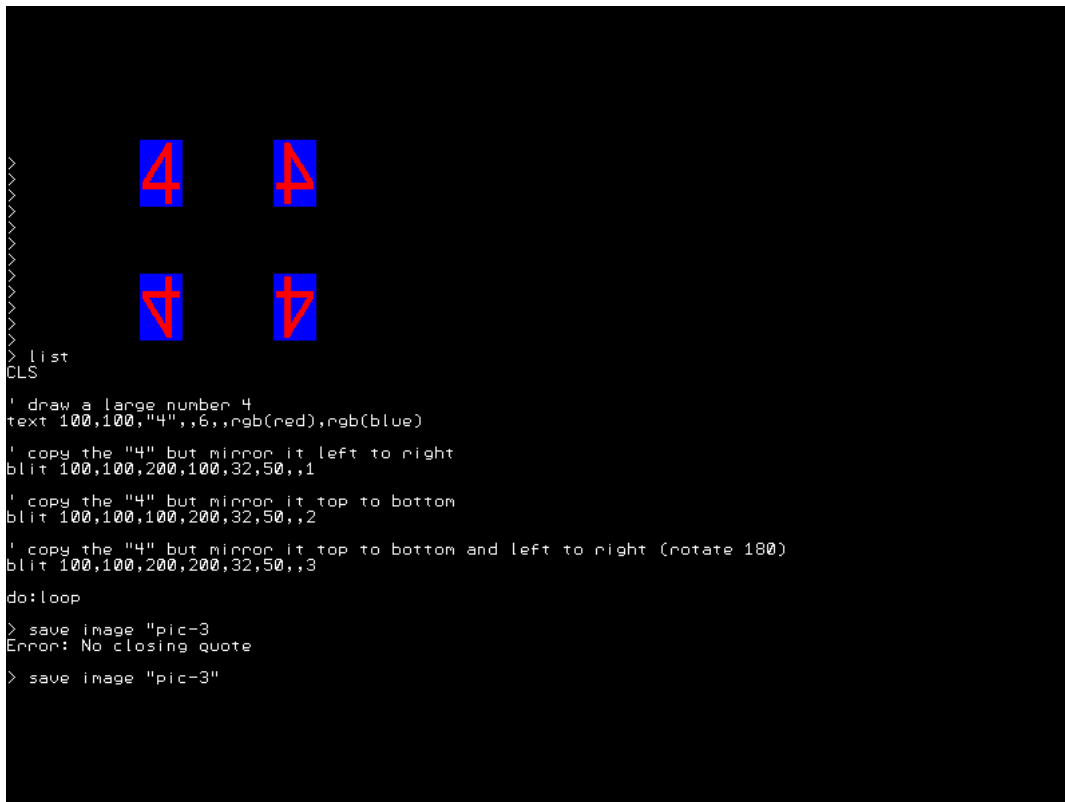 4 4
>
>
>
>
>
>
>
4 4
>
>
>
>
>
> list
CLS
' draw a large number 4
text 100,100,"4",,6,,rgb(red),rgb(blue)
' copy the "4" but mirror it left to right
blit 100,100,200,100,32,50,,1
' copy the "4" but mirror it top to bottom
blit 100,100,100,200,32,50,,2
' copy the "4" but mirror it top to bottom and left to right (rotate 180)
blit 100,100,200,200,32,50,,3
do:loop
> save image "pic-3
Error: No closing quote
> save image "pic-3"